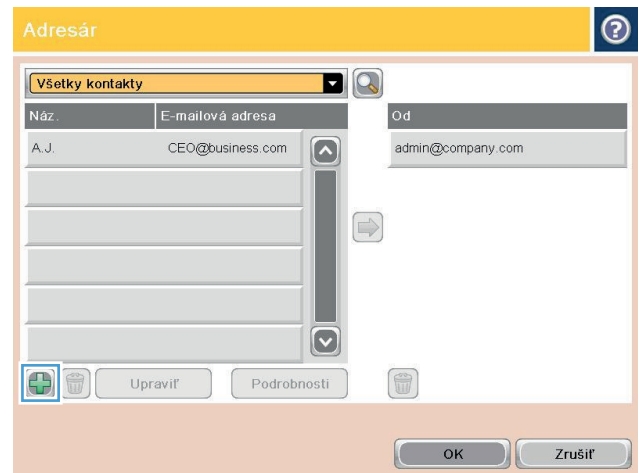 Adresár
?
Všetky kontakty
Náz. E-mailová adresa Od
A.J. CEO@business.com admin@company.com
Upraviť Podrobnosti
OK Zrušiť